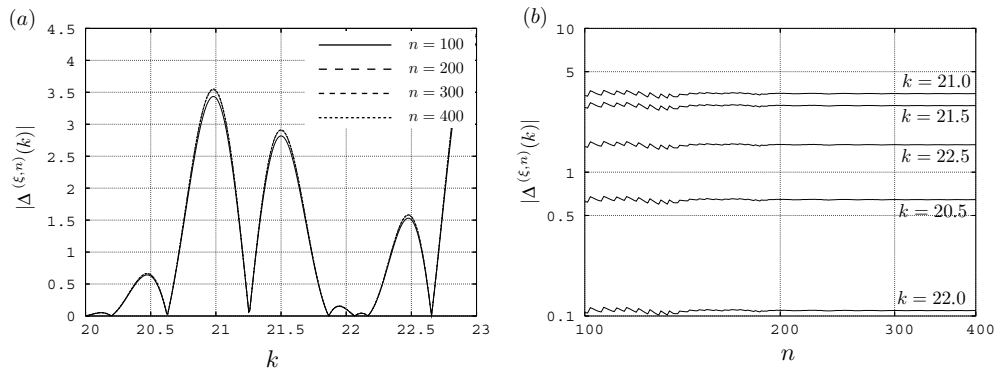 (a)
|Δ^(ξ,n)(k)|
4.5
4
3.5
3
2.5
2
1.5
1
0.5
0
n = 100
n = 200
n = 300
n = 400
20
20.5
21
21.5
22
22.5
23
k
(b)
|Δ^(ξ,n)(k)|
10
5
1
0.5
0.1
k = 21.0
k = 21.5
k = 22.5
k = 20.5
k = 22.0
100
200
300
400
n